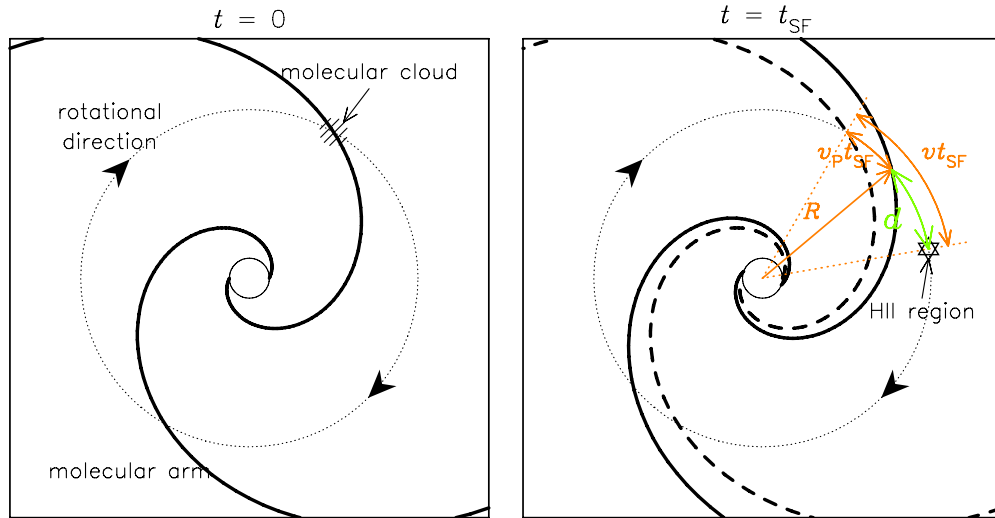 t = 0
molecular cloud
rotational
direction
molecular arm
t = t_SF
v_P t_SF
vt_SF
R
d
HII region